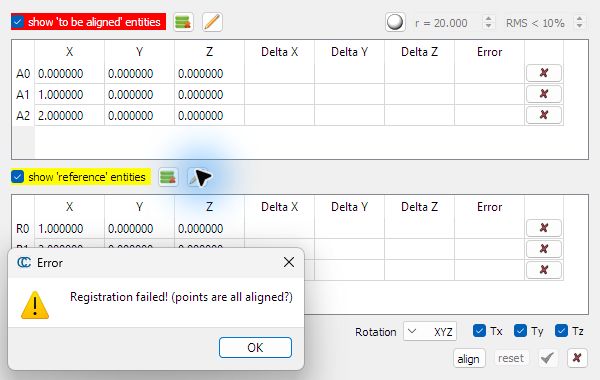 show 'to be aligned' entities r = 20.000 RMS < 10%
X Y Z Delta X Delta Y Delta Z Error
A0 0.000000 0.000000 0.000000
A1 1.000000 0.000000 0.000000
A2 2.000000 0.000000 0.000000
show 'reference' entities
X Y Z Delta X Delta Y Delta Z Error
R0 1.000000 0.000000 0.000000
Error
Registration failed! (points are all aligned?)
OK
Rotation XYZ Tx Ty Tz
align reset